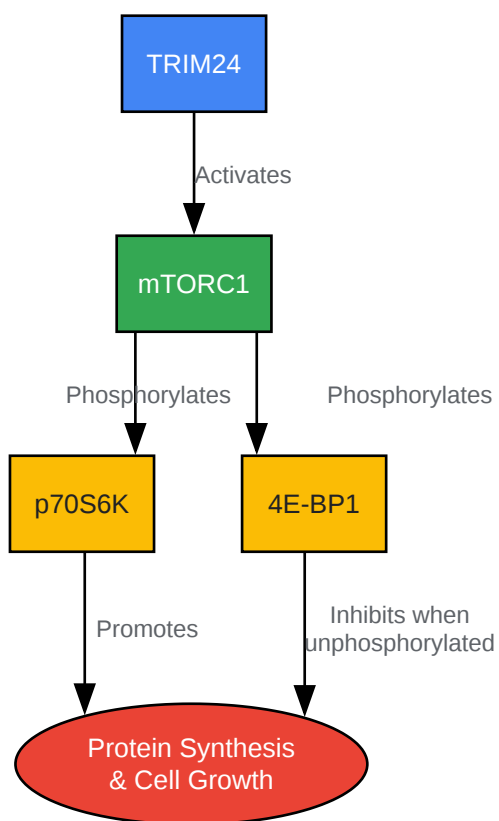 TRIM24
Activates
mTORC1
Phosphorylates
Phosphorylates
p70S6K
4E-BP1
Promotes
Inhibits when
unphosphorylated
Protein Synthesis
& Cell Growth